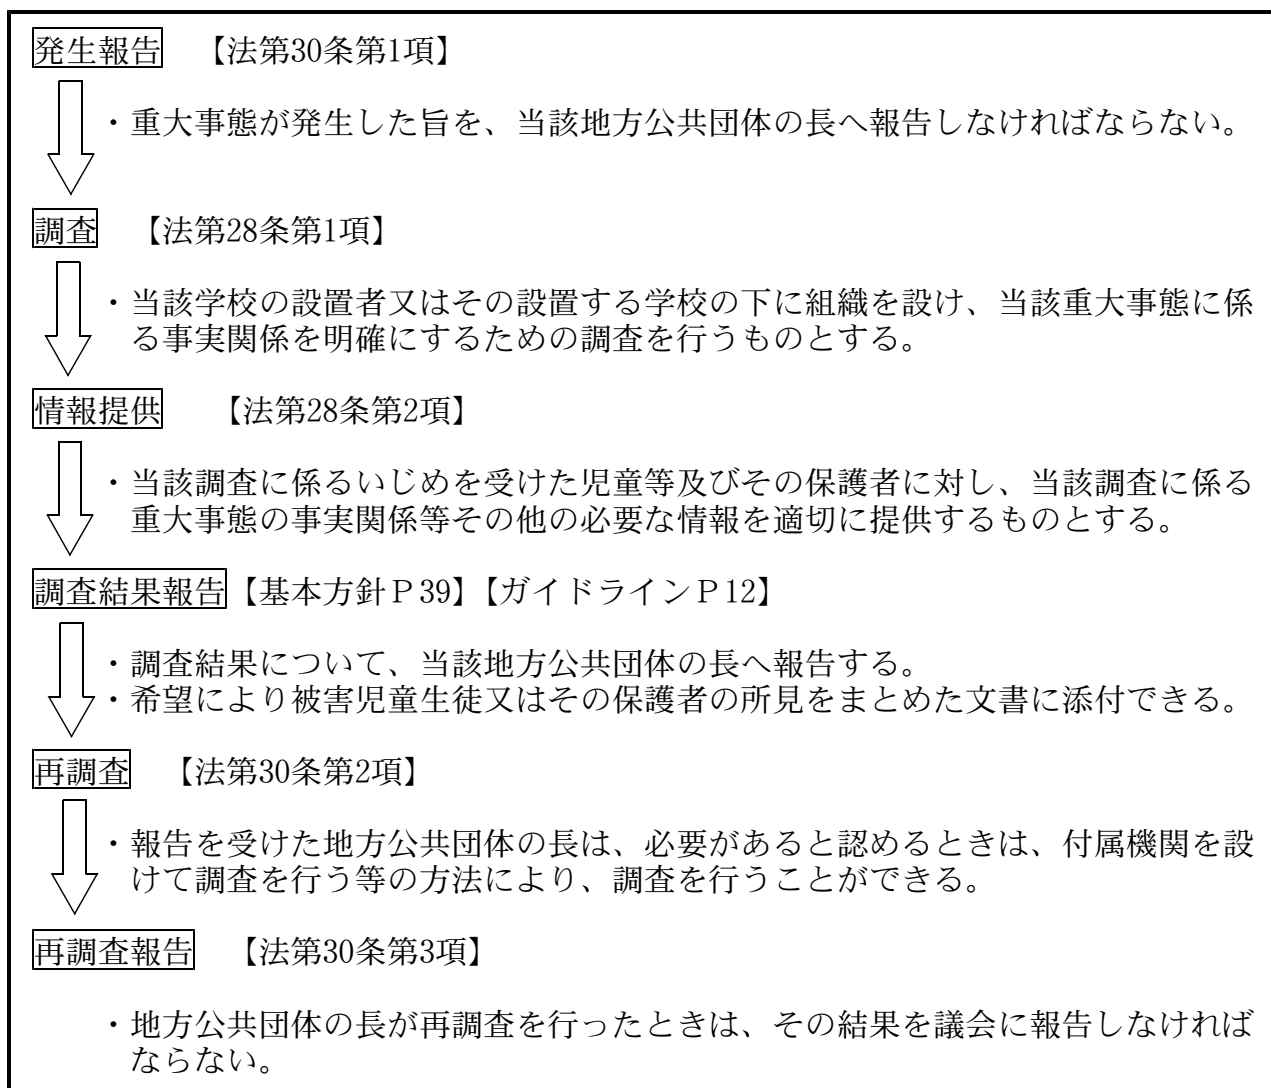 発生報告 【法第30条第1項】
・重大事態が発生した旨を、当該地方公共団体の長へ報告しなければならない。
調査 【法第28条第1項】
・当該学校の設置者又はその設置する学校の下に組織を設け、当該重大事態に係
る事実関係を明確にするための調査を行うものとする。
情報提供 【法第28条第2項】
・当該調査に係るいじめを受けた児童等及びその保護者に対し、当該調査に係る
重大事態の事実関係等その他の必要な情報を適切に提供するものとする。
調査結果報告【基本方針P39】【ガイドラインP12】
・調査結果について、当該地方公共団体の長へ報告する。
・希望により被害児童生徒又はその保護者の所見をまとめた文書に添付できる。
再調査 【法第30条第2項】
・報告を受けた地方公共団体の長は、必要があると認めるときは、付属機関を設
けて調査を行う等の方法により、調査を行うことができる。
再調査報告 【法第30条第3項】
・地方公共団体の長が再調査を行ったときは、その結果を議会に報告しなければ
ならない。